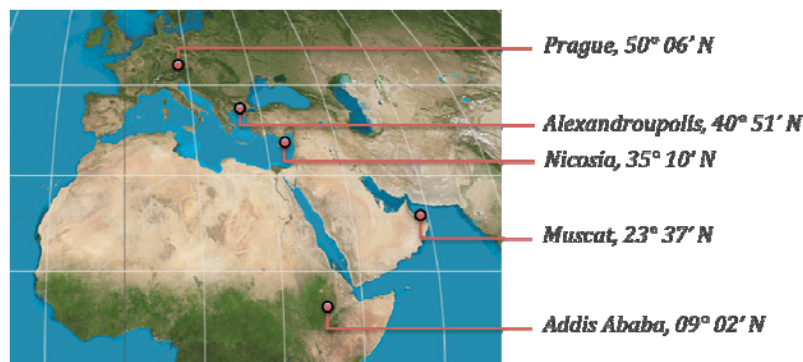 Prague, 50° 06' N
Alexandroupolis, 40° 51' N
Nicosia, 35° 10' N
Muscat, 23° 37' N
Addis Ababa, 09° 02' N